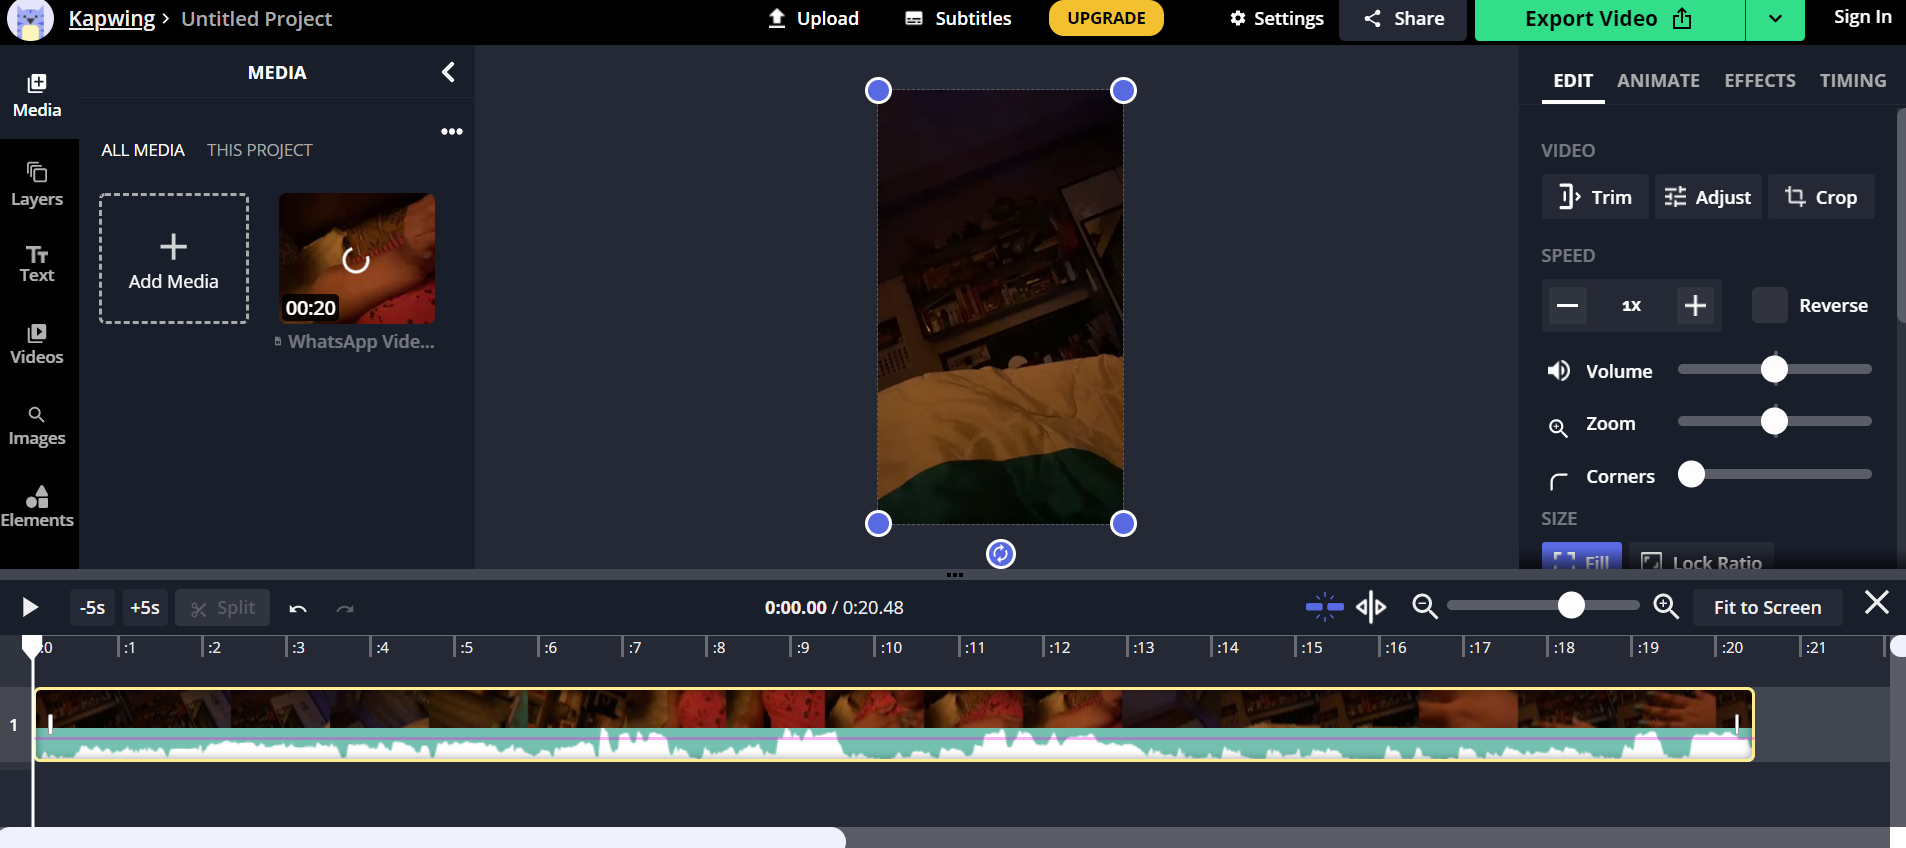 Kapwing › Untitled Project
Upload
Subtitles
UPGRADE
Settings
Share
Export Video
Sign In
Media
Layers
Text
Videos
Images
Elements
MEDIA
ALL MEDIA
THIS PROJECT
Add Media
00:20
WhatsApp Vide...
EDIT
ANIMATE
EFFECTS
TIMING
VIDEO
Trim
Adjust
Crop
SPEED
1X
Reverse
Volume
Zoom
Corners
SIZE
Fill
Lock Ratio
-5s
+5s
Split
0:00.00 / 0:20.48
Fit to Screen
:0 :1 :2 :3 :4 :5 :6 :7 :8 :9 :10 :11 :12 :13 :14 :15 :16 :17 :18 :19 :20 :21
1